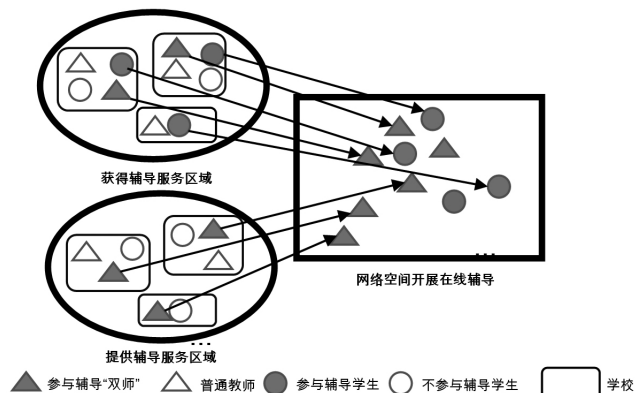 获得辅导服务区域
网络空间开展在线辅导
...
...
提供辅导服务区域
参与辅导“双师” 普通教师 参与辅导学生 不参与辅导学生 学校